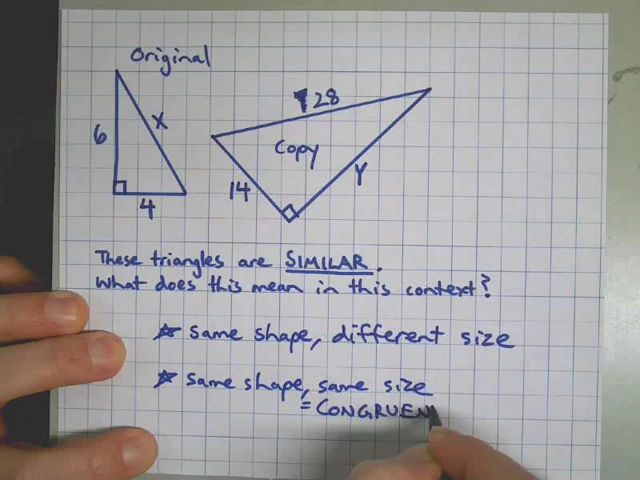 Original
28
6
x
Copy
14
Y
4
These triangles are SIMILAR.
What does this mean in this context?
* same shape, different size
* same shape, same size
= CONGRUEN